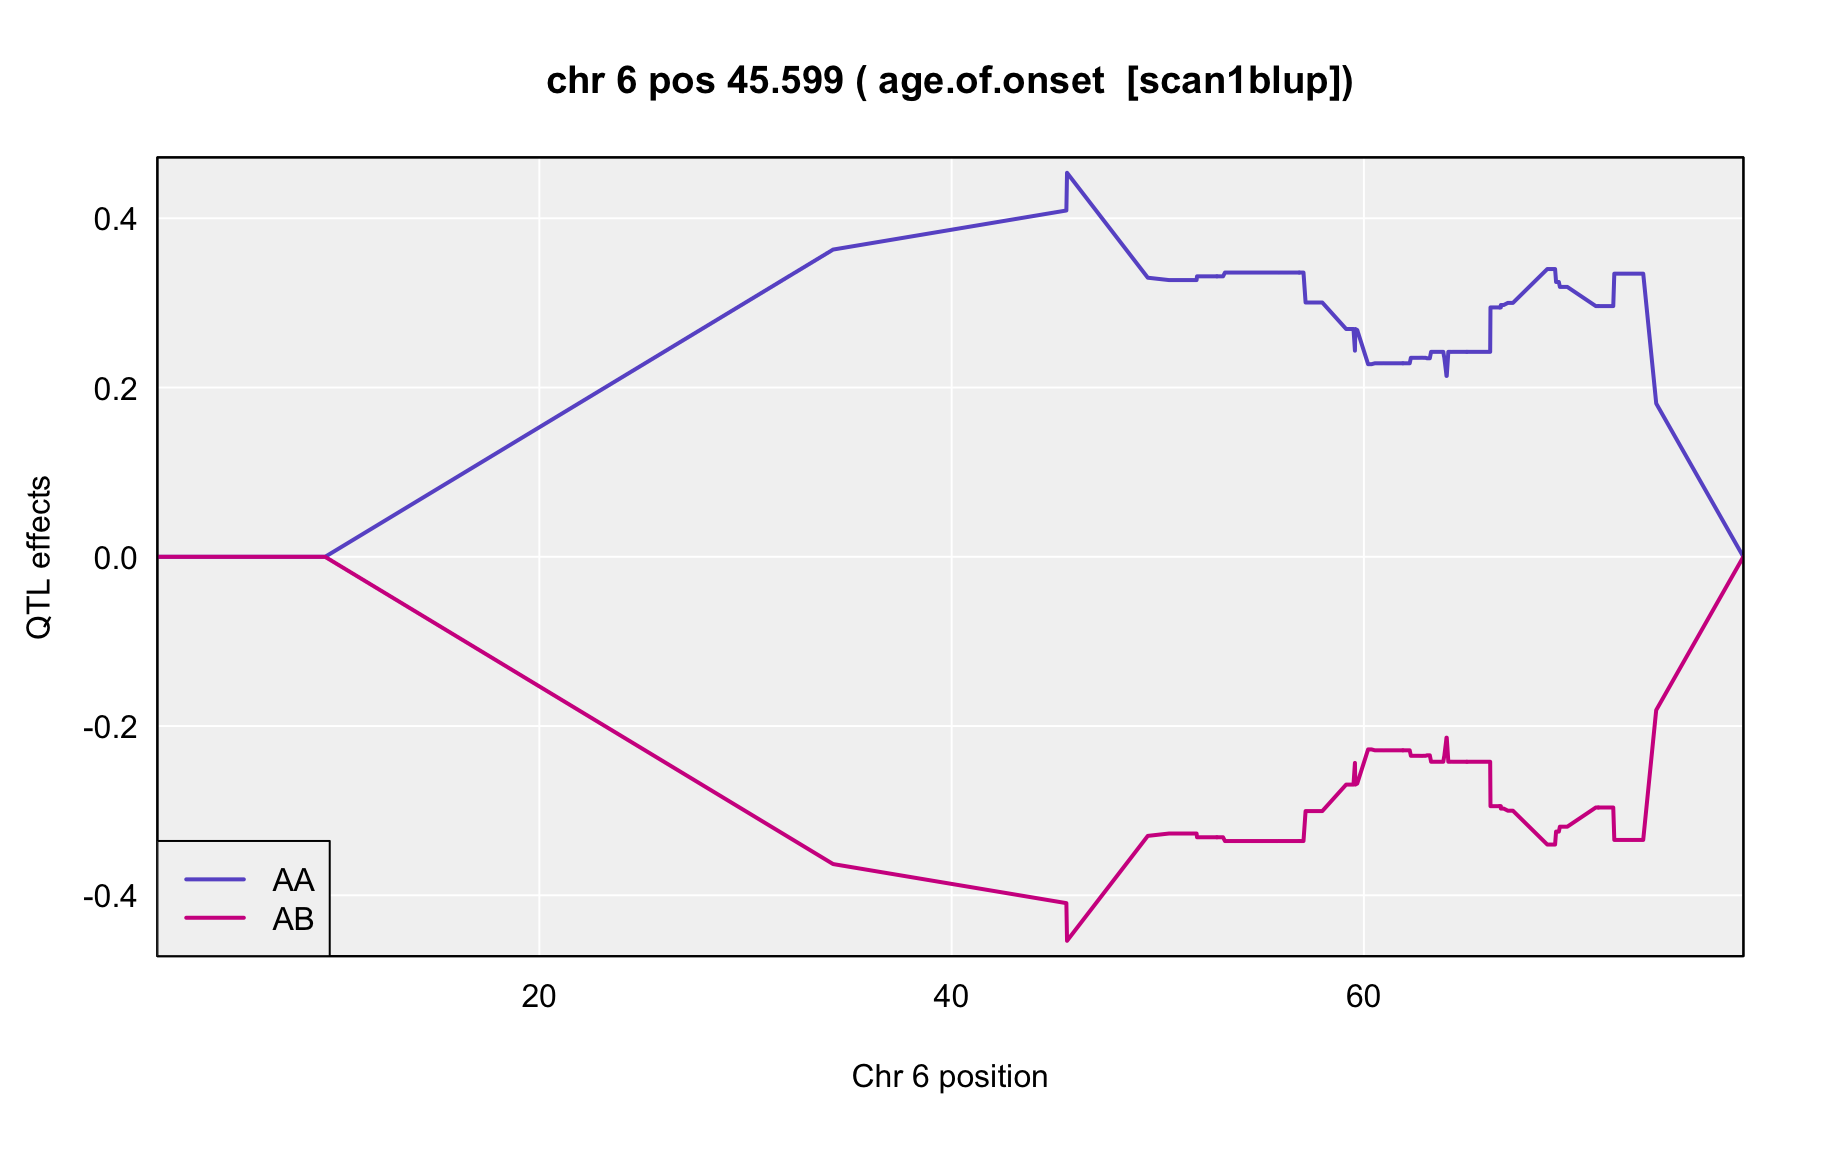 chr 6 pos 45.599 ( age.of.onset  [scan1blup])
QTL effects
0.4
0.2
0.0
-0.2
-0.4
AA
AB
20 40 60
Chr 6 position